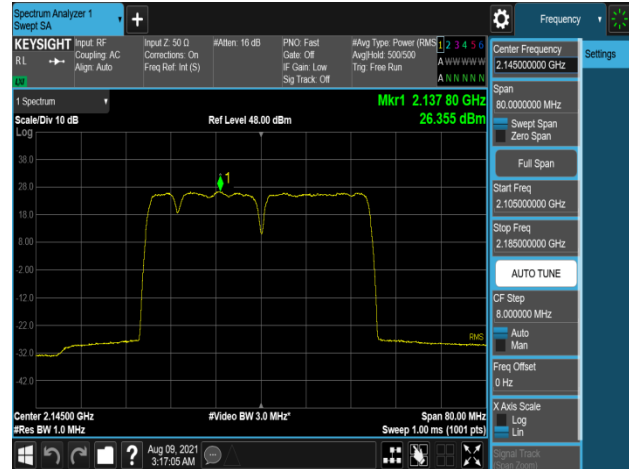 Spectrum Analyzer 1
Swept SA
Frequency
KEYSIGHT
RL
Input: RF
Coupling: AC
Align: Auto
Input Z: 50 Ω
Corrections: On
Freq Ref: Int (S)
#Atten: 16 dB
PNO: Fast
Gate: Off
IF Gain: Low
Sig Track: Off
#Avg Type: Power (RMS
Avg|Hold: 500/500
Trig: Free Run
1 2 3 4 5 6
A W W W W W
A N N N N N
LV
1 Spectrum
Mkr1 2.137 80 GHz
Scale/Div 10 dB
Ref Level 48.00 dBm
26.355 dBm
Log
38.0
28.0
18.0
8.00
-2.00
-12.0
-22.0
-32.0
-42.0
1
RMS
Center 2.14500 GHz
#Video BW 3.0 MHz*
Span 80.00 MHz
#Res BW 1.0 MHz
Sweep 1.00 ms (1001 pts)
Aug 09, 2021
3:17:05 AM
Center Frequency
2.145000000 GHz
Settings
Span
80.0000000 MHz
Swept Span
Zero Span
Full Span
Start Freq
2.105000000 GHz
Stop Freq
2.185000000 GHz
AUTO TUNE
CF Step
8.000000 MHz
Auto
Man
Freq Offset
0 Hz
X Axis Scale
Log
Lin
Signal Track
(Span Zoom)